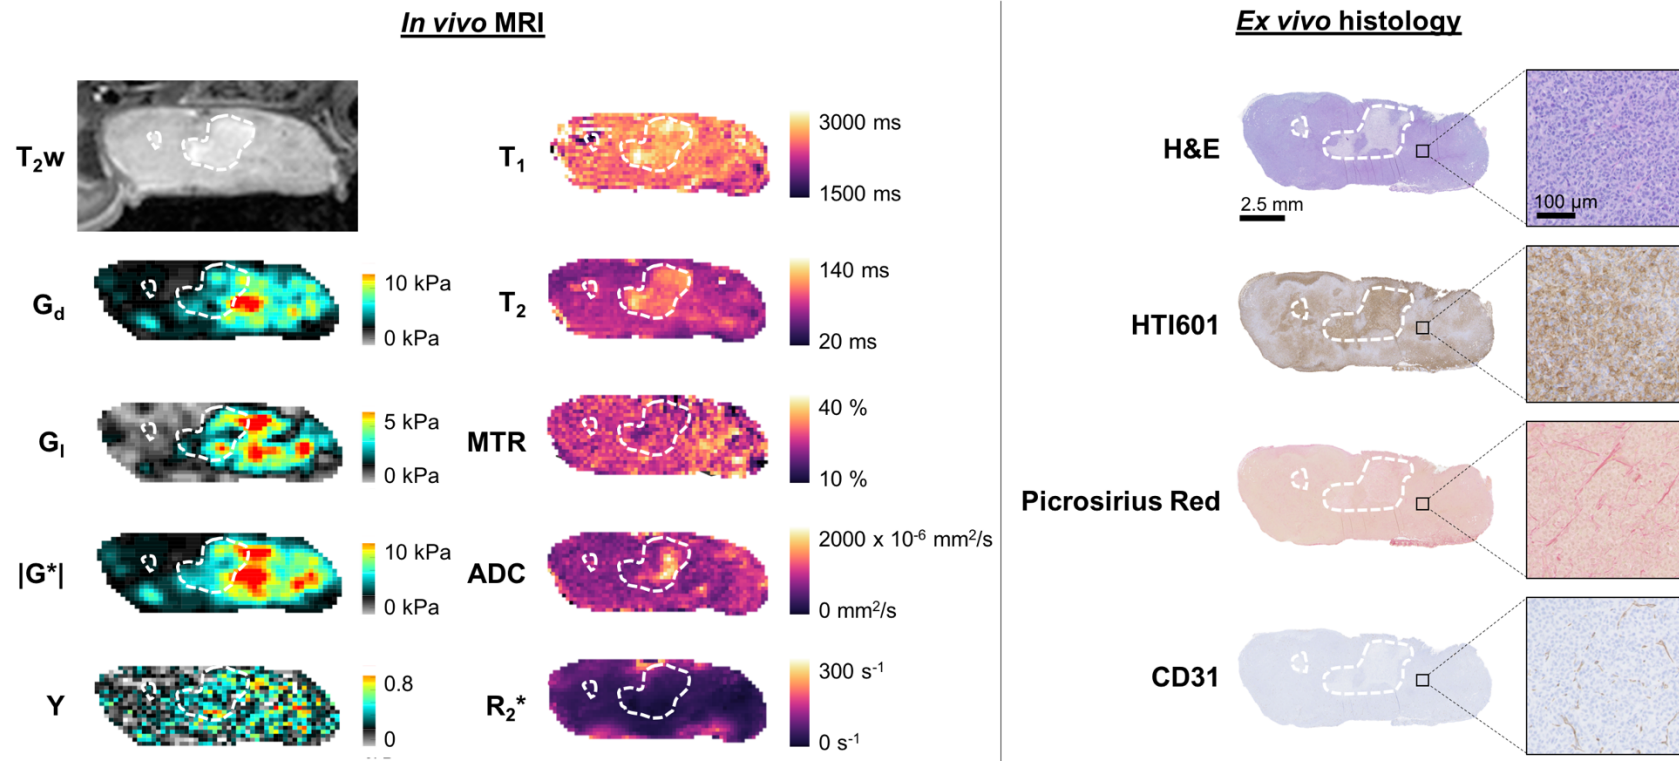 In vivo MRI
T2w
Gd
10 kPa
0 kPa
Gl
5 kPa
0 kPa
|G*|
10 kPa
0 kPa
Y
0.8
0
T1
3000 ms
1500 ms
T2
140 ms
20 ms
MTR
40 %
10 %
ADC
2000 x 10-6 mm2/s
0 mm2/s
R2*
300 s-1
0 s-1
Ex vivo histology
H&E
2.5 mm
100 µm
HTI601
Picrosirius Red
CD31